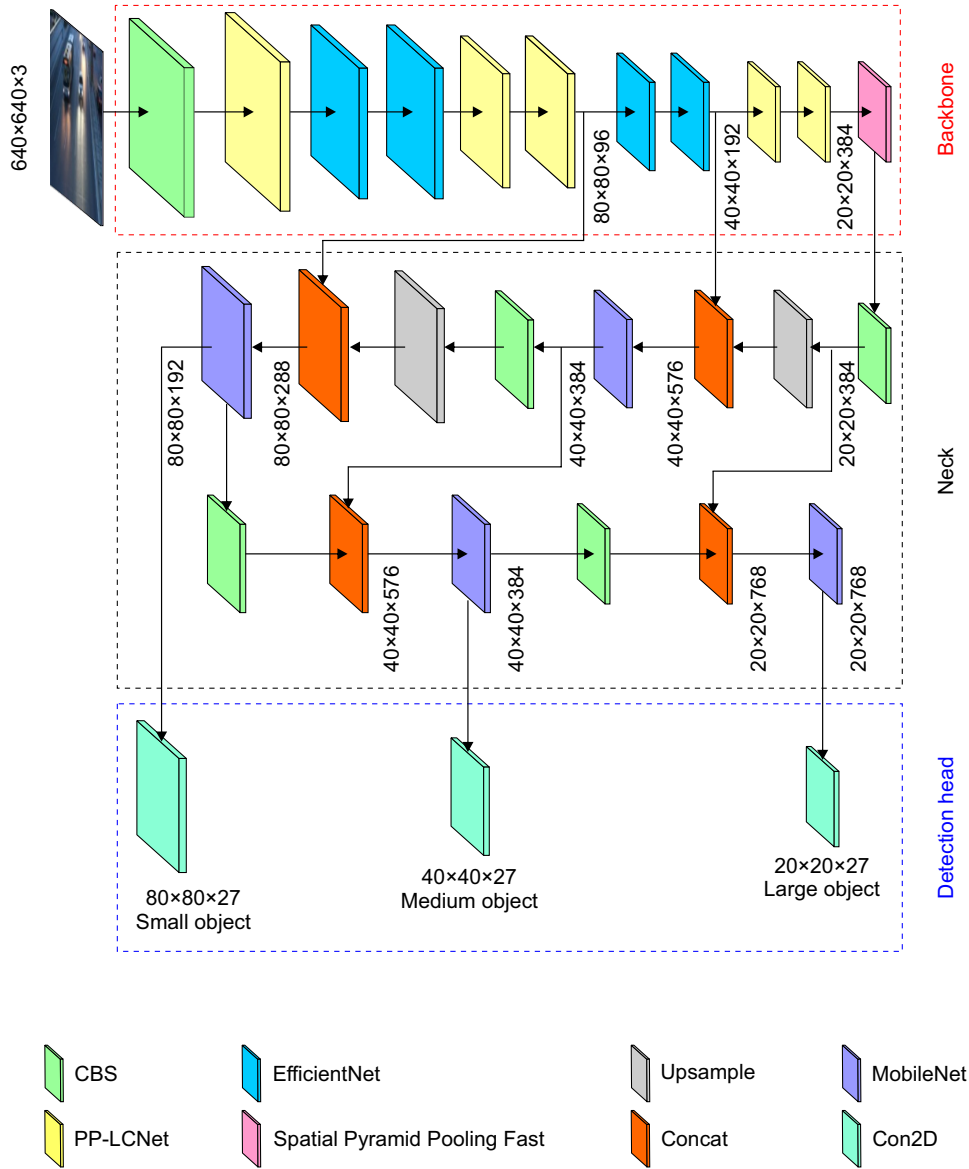 640×640×3
80×80×96
40×40×192
20×20×384
Backbone
80×80×192
80×80×288
40×40×384
40×40×576
20×20×384
Neck
40×40×576
40×40×384
20×20×768
20×20×768
Detection head
80×80×27
Small object
40×40×27
Medium object
20×20×27
Large object
CBS
EfficientNet
Upsample
MobileNet
PP-LCNet
Spatial Pyramid Pooling Fast
Concat
Con2D